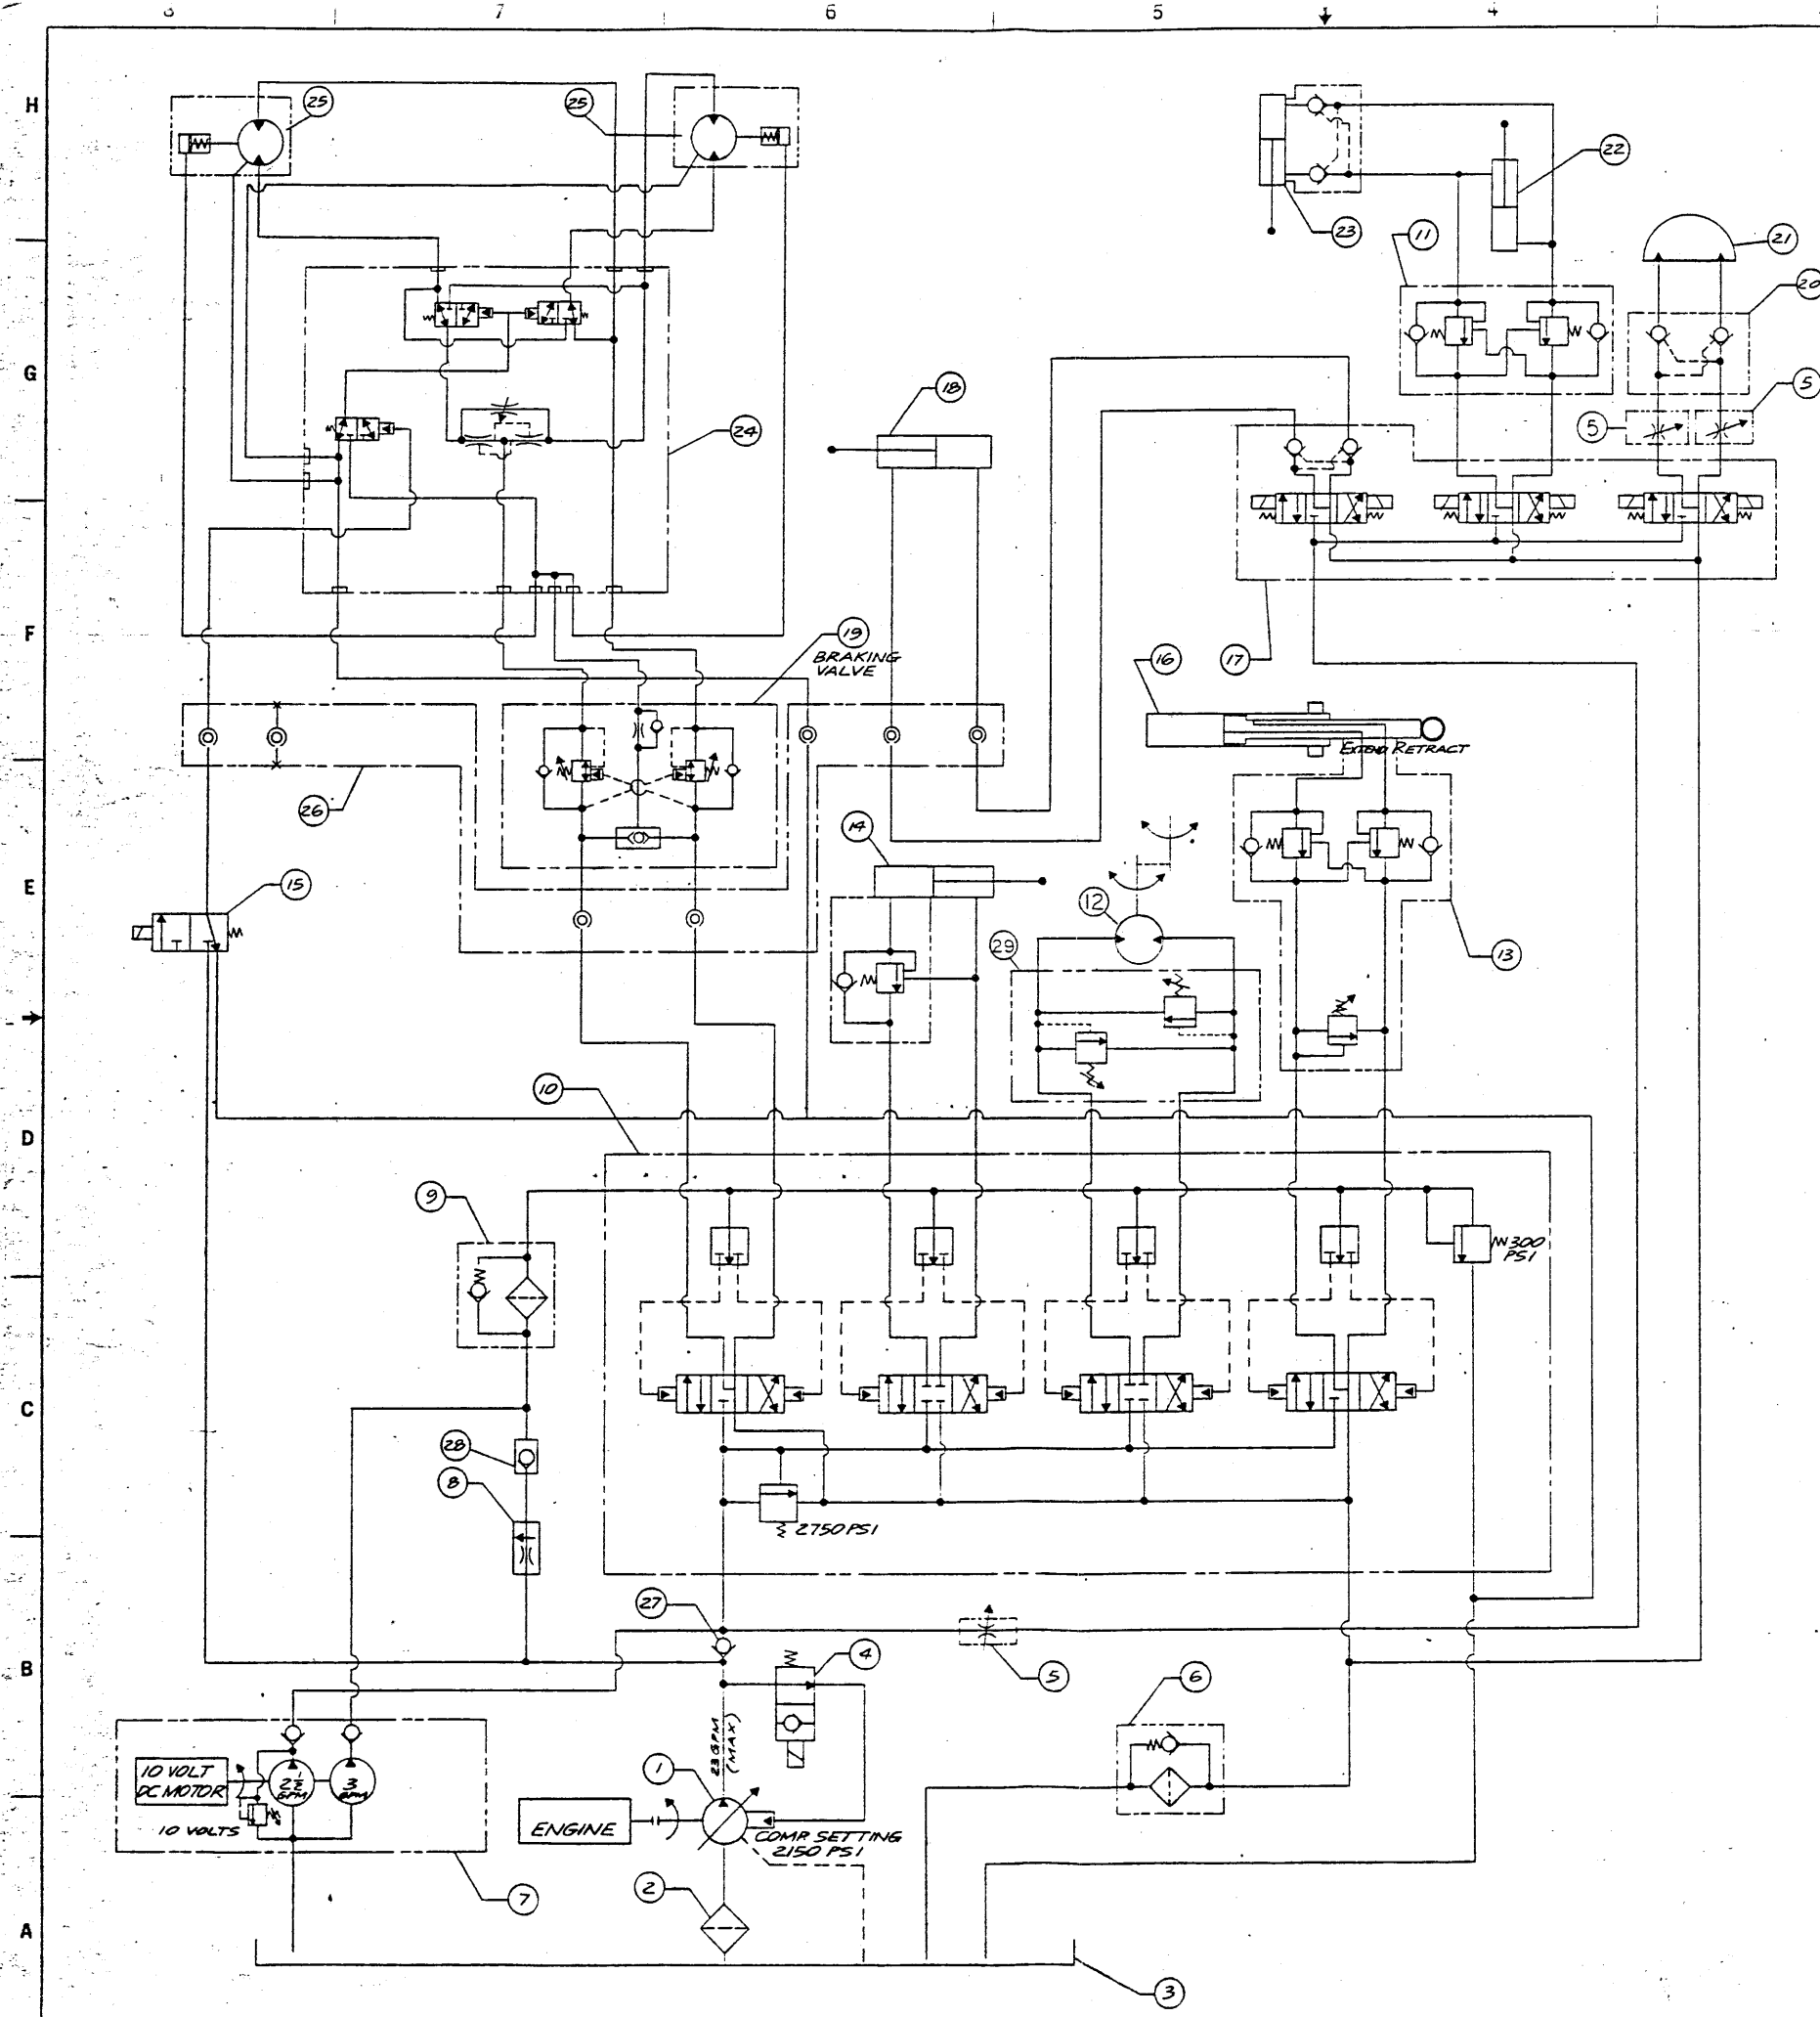 8 7 6 5 4
H
25
25
22
23
11
21
20
G
18
5
5
24
F
19
BRAKING
VALVE
16
17
EXTEND RETRACT
26
14
E
15
12
29
13
10
D
9
300
PSI
C
28
8
2750 PSI
27
B
4
5
6
23 GPM
(MAX)
1
10 VOLT
DC MOTOR
2 1/2
GPM
3
GPM
10 VOLTS
ENGINE
COMP. SETTING
2150 PSI
2
7
A
3